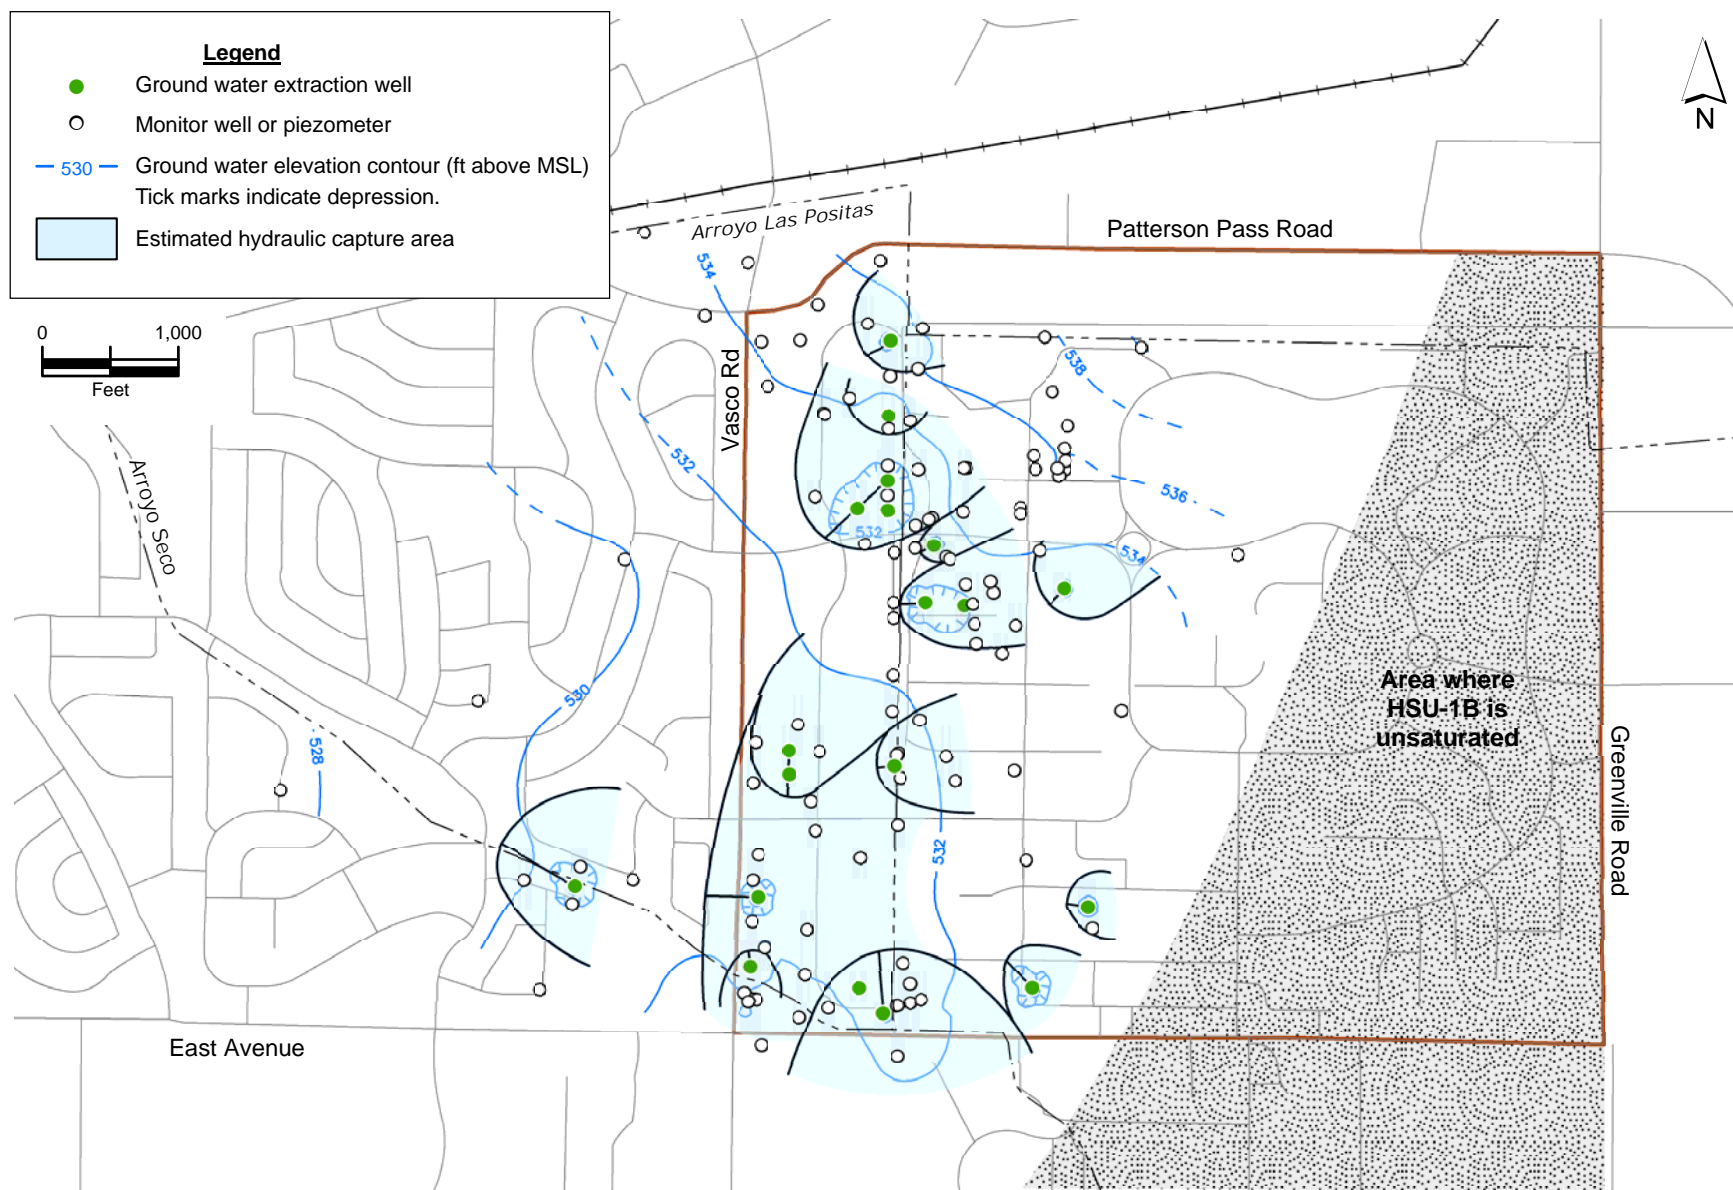 Legend
Ground water extraction well
Monitor well or piezometer
530
Ground water elevation contour (ft above MSL)
Tick marks indicate depression.
Estimated hydraulic capture area
0 1,000
Feet
N
Arroyo Las Positas
Patterson Pass Road
Vasco Rd
Arroyo Seco
Greenville Road
East Avenue
Area where
HSU-1B is
unsaturated
534
538
532
536
532
534
530
528
532